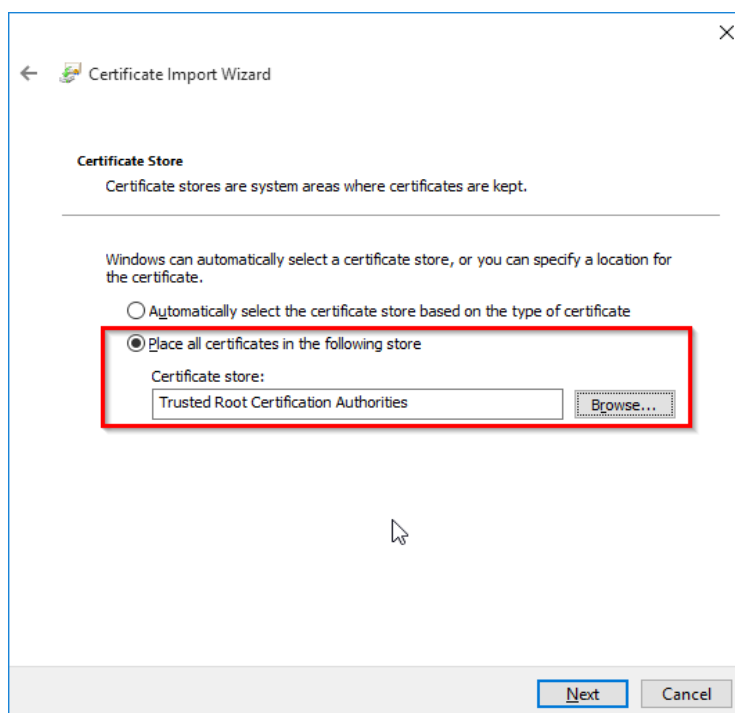 Certificate Import Wizard
Certificate Store
Certificate stores are system areas where certificates are kept.
Windows can automatically select a certificate store, or you can specify a location for
the certificate.
Automatically select the certificate store based on the type of certificate
Place all certificates in the following store
Certificate store:
Trusted Root Certification Authorities
Browse...
Next
Cancel